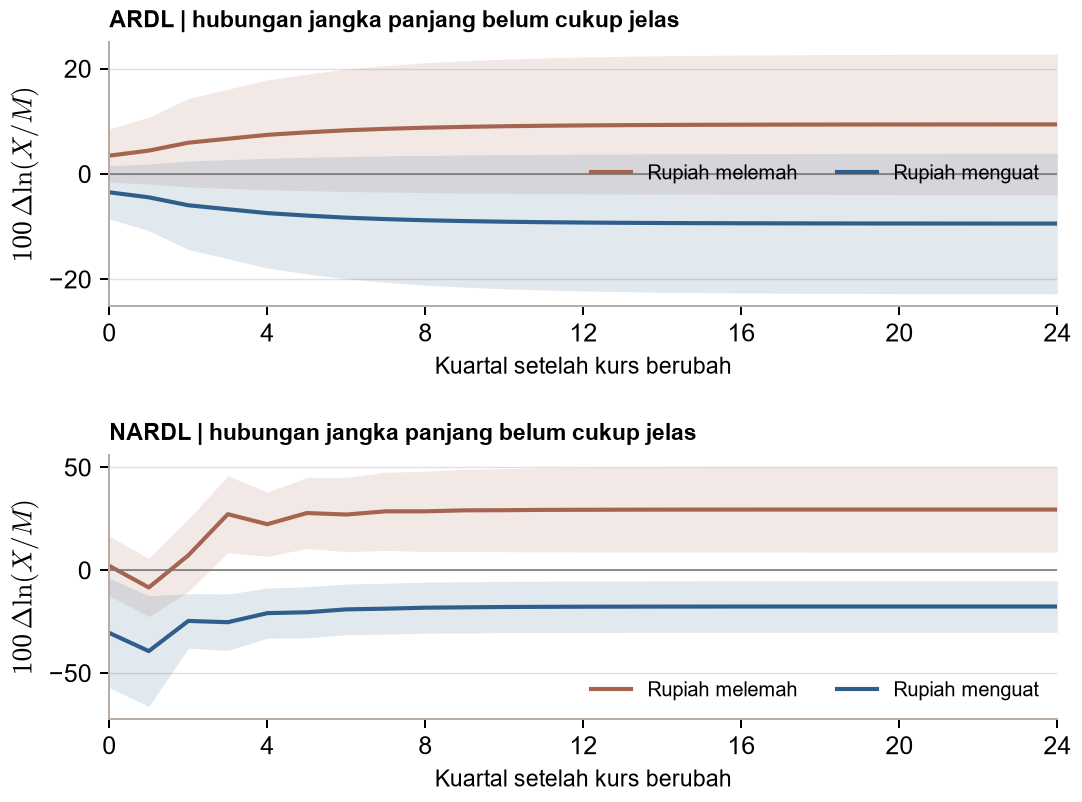 ARDL | hubungan jangka panjang belum cukup jelas
100 Δln(X/M)
20
0
−20
Rupiah melemah
Rupiah menguat
0 4 8 12 16 20 24
Kuartal setelah kurs berubah
NARDL | hubungan jangka panjang belum cukup jelas
100 Δln(X/M)
50
0
−50
Rupiah melemah
Rupiah menguat
0 4 8 12 16 20 24
Kuartal setelah kurs berubah